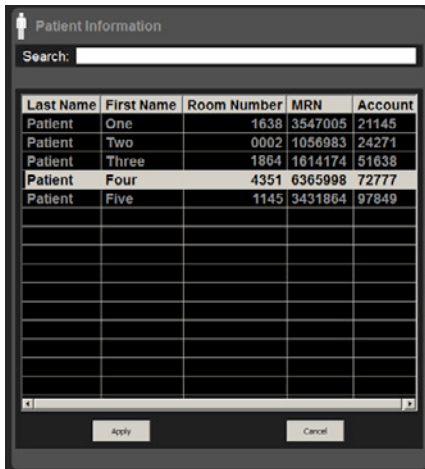 Patient Information
Search:
Last Name First Name Room Number MRN Account
Patient One 1638 3547005 21145
Patient Two 0002 1056983 24271
Patient Three 1864 1614174 51638
Patient Four 4351 6365998 72777
Patient Five 1145 3431864 97849
Apply Cancel